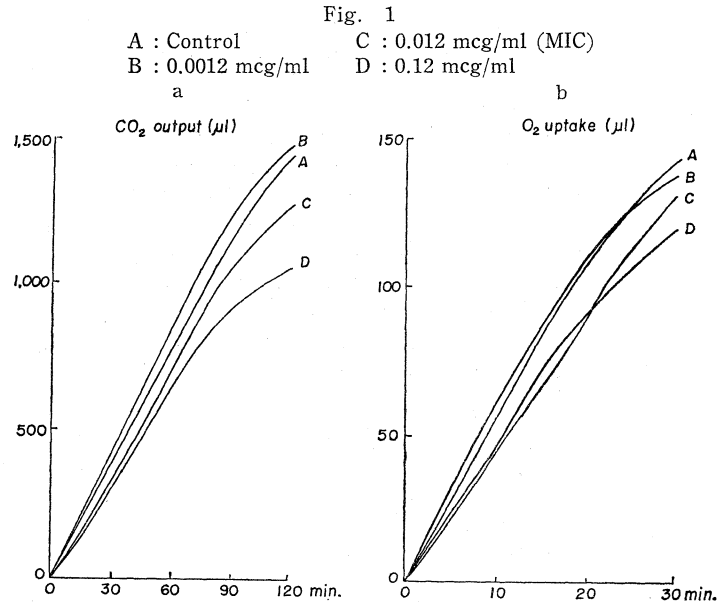 Fig. 1
A : Control C : 0.012 mcg/ml (MIC)
B : 0.0012 mcg/ml D : 0.12 mcg/ml
a b
CO₂ output (μl) O₂ uptake (μl)
1,500
1,000
500
0
0 30 60 90 120 min.
B
A
C
D
150
100
50
0
0 10 20 30 min.
A
B
C
D